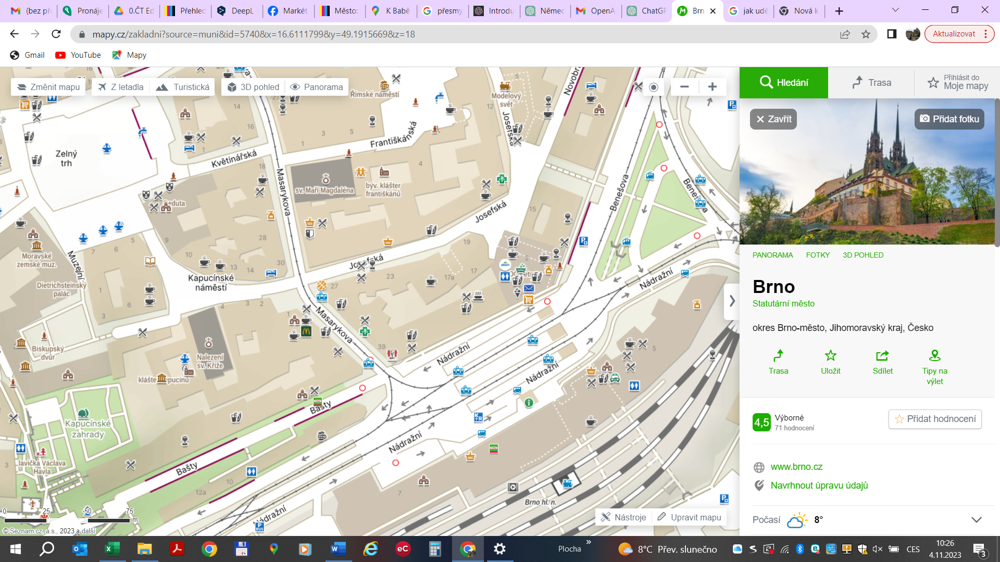 (bez př
Pronáje
0.ČT Ed
Přehled
DeepL
Markét
Město:
K Babě
přesmy
Introdu
Němec
OpenA
ChatGP
Brn
jak udě
Nová k
mapy.cz/zakladni?source=muni&id=5740&x=16.6111799&y=49.1915669&z=18
Aktualizovat
Gmail
YouTube
Mapy
Změnit mapu
Z letadla
Turistická
3D pohled
Panorama
Hledání
Trasa
Přihlásit do
Moje mapy
Zavřít
Přidat fotku
Římské náměstí
Modelový
svět
Novobra
Josefská
14
16
12
5
3
5
1
Františkánská
Zelný
trh
Květinářská
1
18
Masarykova
sv. Maří Magdaléna
býv. klášter
františkánů
4
Benešova
Reduta
Josefská
15
Moravské
zemské muz.
Muzejní
7
6
5
9
10
28
30
13
14
19
Josefská
23
17a
17
2
Kapucínské
náměstí
Dietrichsteinský
palác
1
6
3
4
3
2
27
1
Nádražní
Masarykova
39
5
Biskupský
dvůr
Nalezení
sv. Kříže
Nádražní
Nádražní
Bašty
Kapucínské
zahrady
Nádražní
lavička Václava
Havla
3
Bašty
10
12a
7
Brno hl. n.
Nádražní
0
25
50
75
m
© Seznam.cz, a.s., 2023 a další
Nástroje
Upravit mapu
PANORAMA
FOTKY
3D POHLED
Brno
Statutární město
okres Brno-město, Jihomoravský kraj, Česko
Trasa
Uložit
Sdílet
Tipy na
výlet
4,5
Výborné
71 hodnocení
Přidat hodnocení
www.brno.cz
Navrhnout úpravu údajů
Počasí
8°
Plocha
8°C Přev. slunečno
CES
10:26
4.11.2023
3